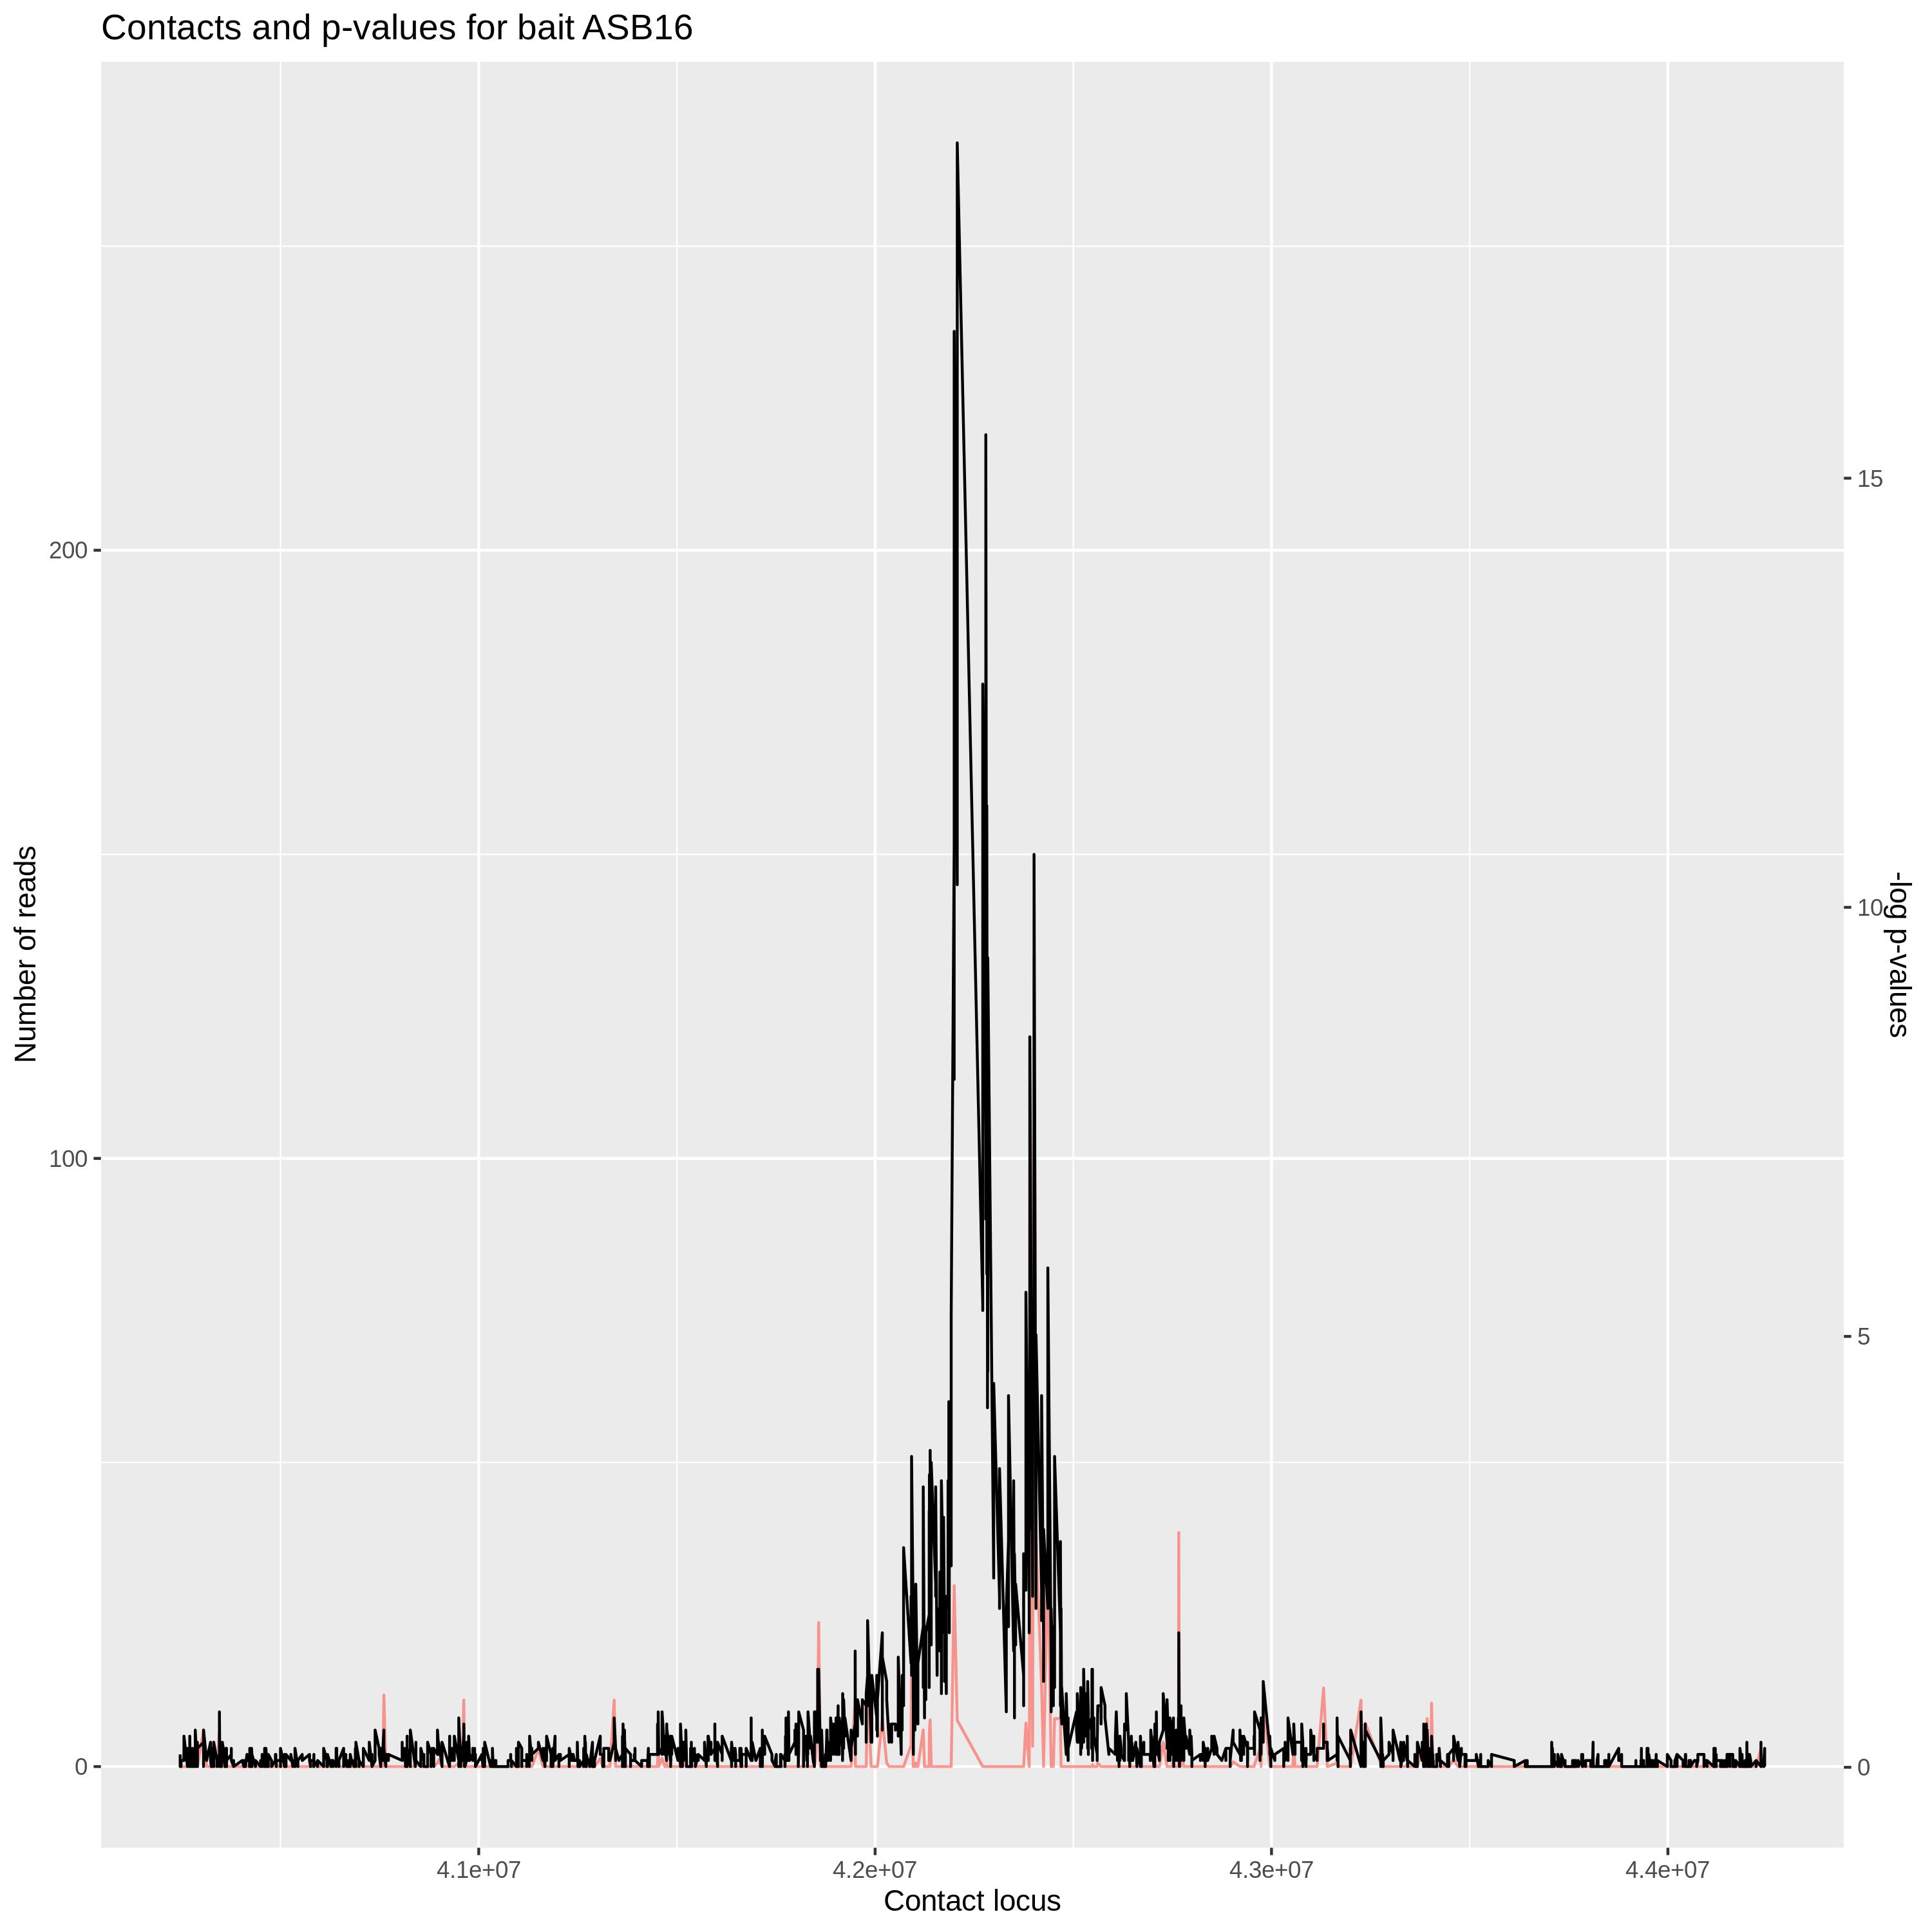 Contacts and p-values for bait ASB16
Number of reads
200
100
0
15
10
5
0
-log p-values
4.1e+07
4.2e+07
4.3e+07
4.4e+07
Contact locus